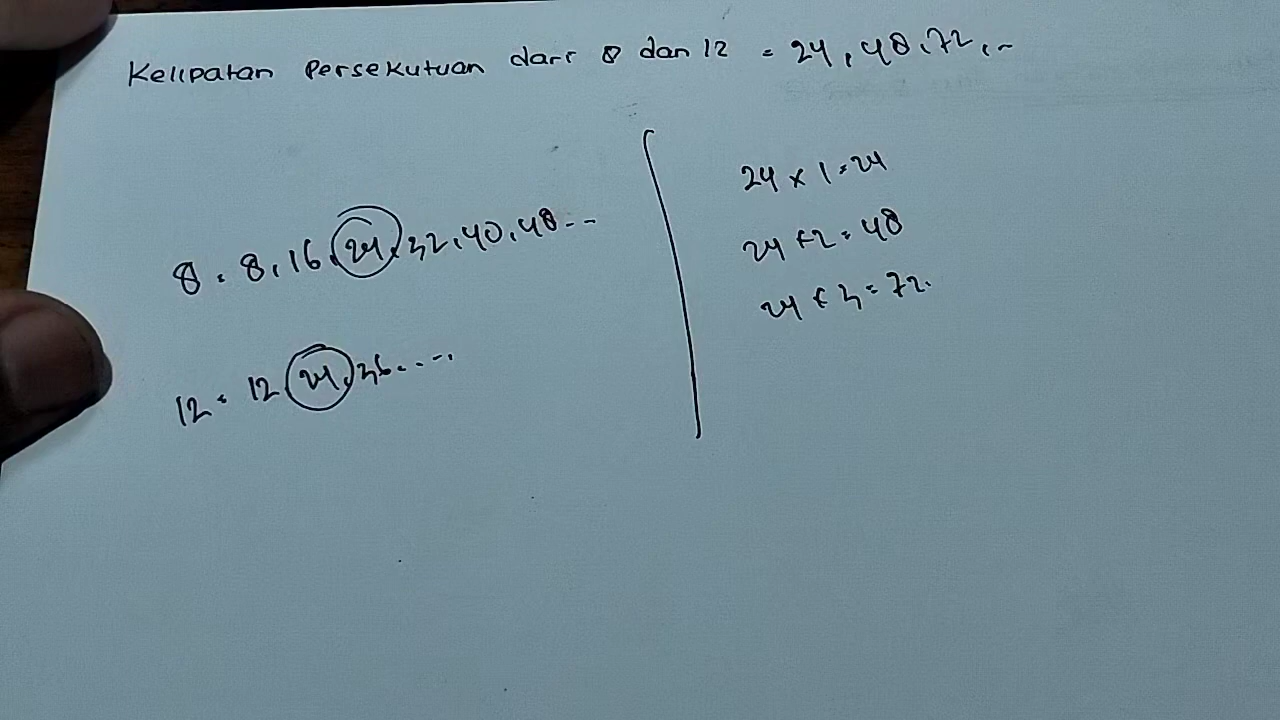 Kelipatan Persekutuan dari 8 dan 12 = 24, 48, 72, ..
8 = 8, 16, 24, 32, 40, 48 ...
12 = 12, 24, 36.....
24 x 1 = 24
24 x 2 = 48
24 x 3 = 72.